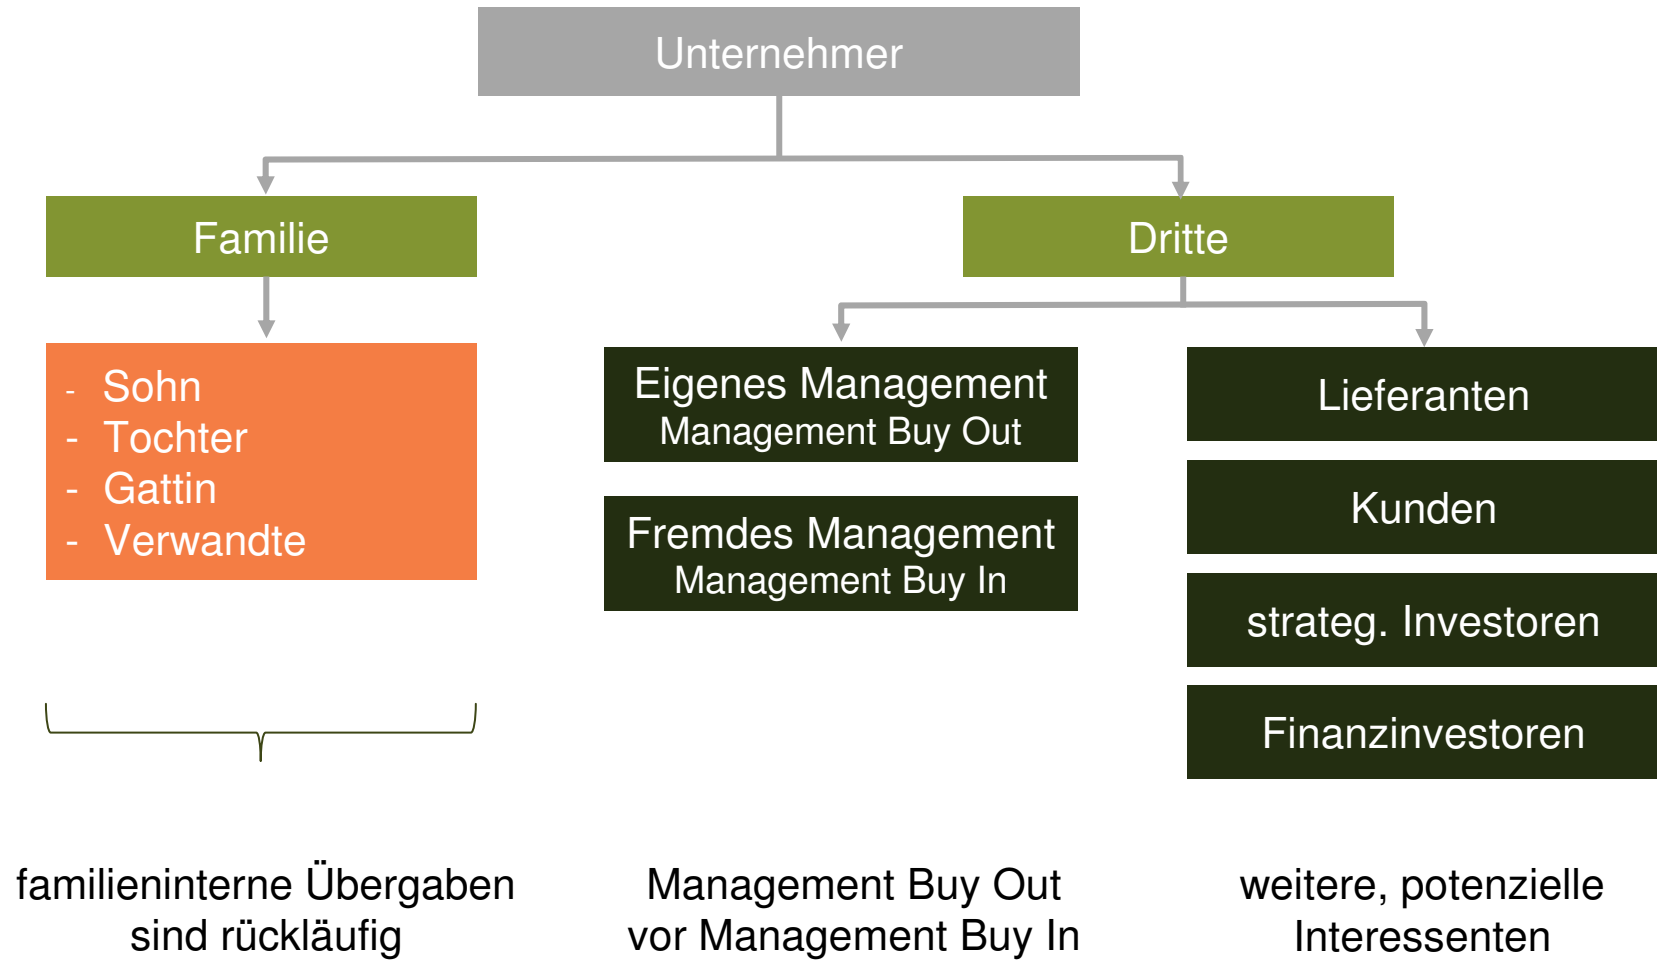 Unternehmer
Familie
Dritte
- Sohn
- Tochter
- Gattin
- Verwandte
Eigenes Management
Management Buy Out
Fremdes Management
Management Buy In
Lieferanten
Kunden
strateg. Investoren
Finanzinvestoren
familieninterne Übergaben
sind rückläufig
Management Buy Out
vor Management Buy In
weitere, potenzielle
Interessenten